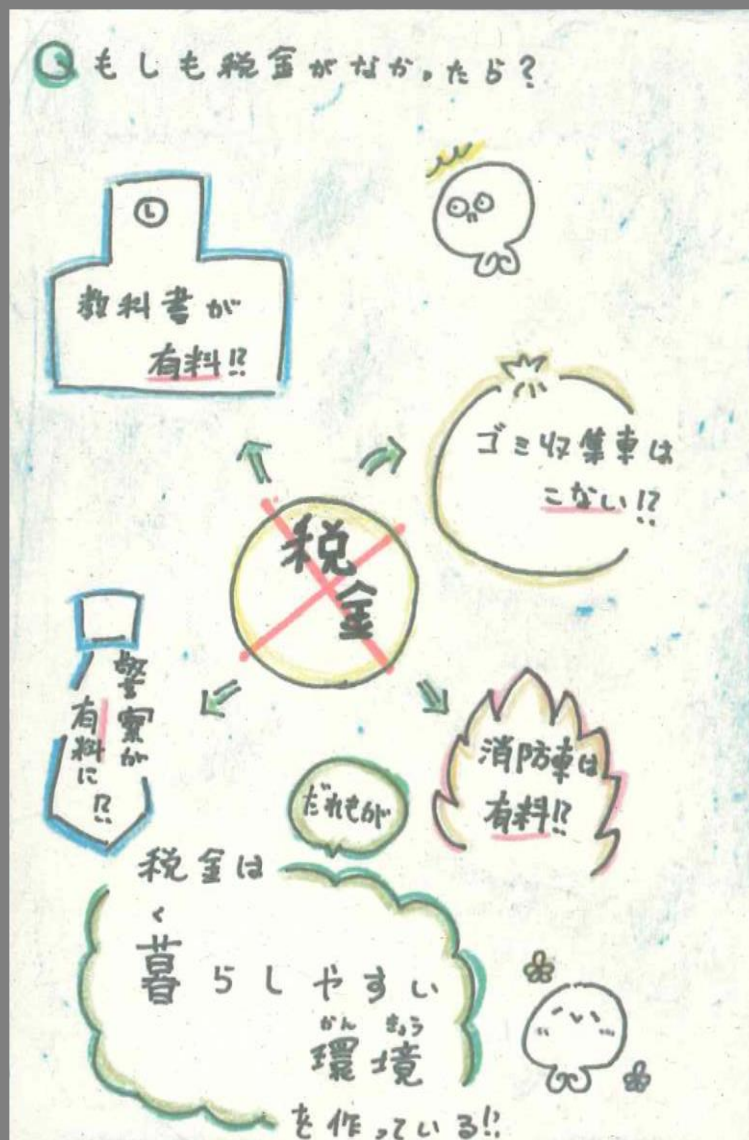 Q もしも税金がなかったら?
教科書が
有料!?
ゴミ収集車は
こない!?
税
金
警察が
有料に!?
消防車は
有料!?
だれもが
税金は
く
暮らしやすい
かん きょう
環境
を作っている!!